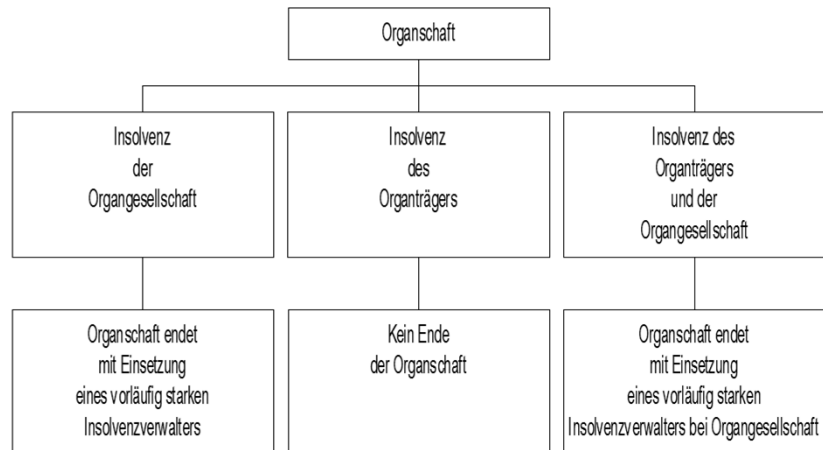 Organschaft
Insolvenz
der
Organgesellschaft
Insolvenz
des
Organträgers
Insolvenz des
Organträgers
und der
Organgesellschaft
Organschaft endet
mit Einsetzung
eines vorläufig starken
Insolvenzverwalters
Kein Ende
der Organschaft
Organschaft endet
mit Einsetzung
eines vorläufig starken
Insolvenzverwalters bei Organgesellschaft